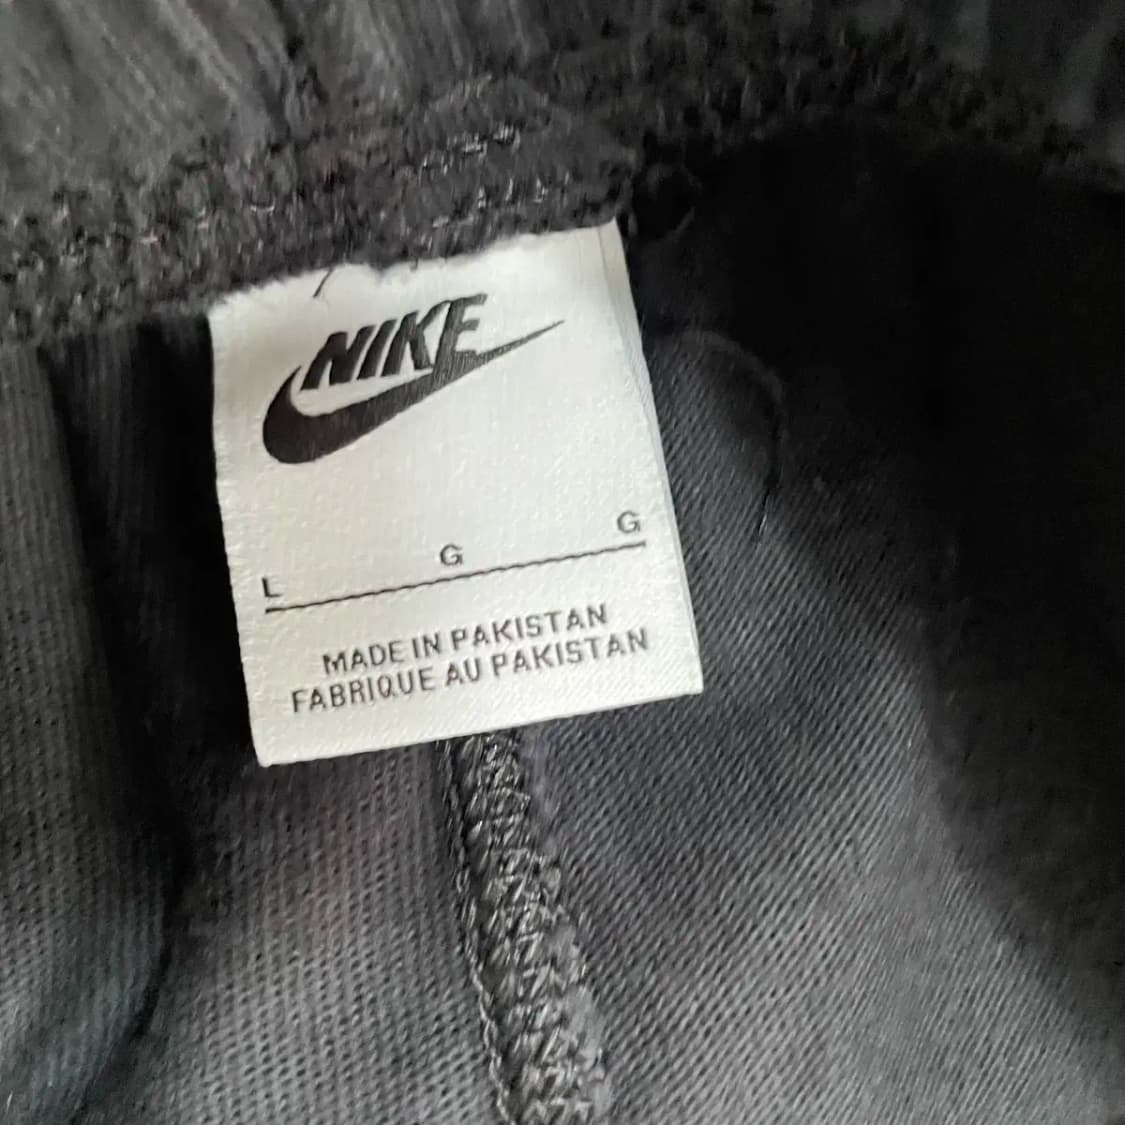 NIKE
L G G
MADE IN PAKISTAN
FABRIQUE AU PAKISTAN